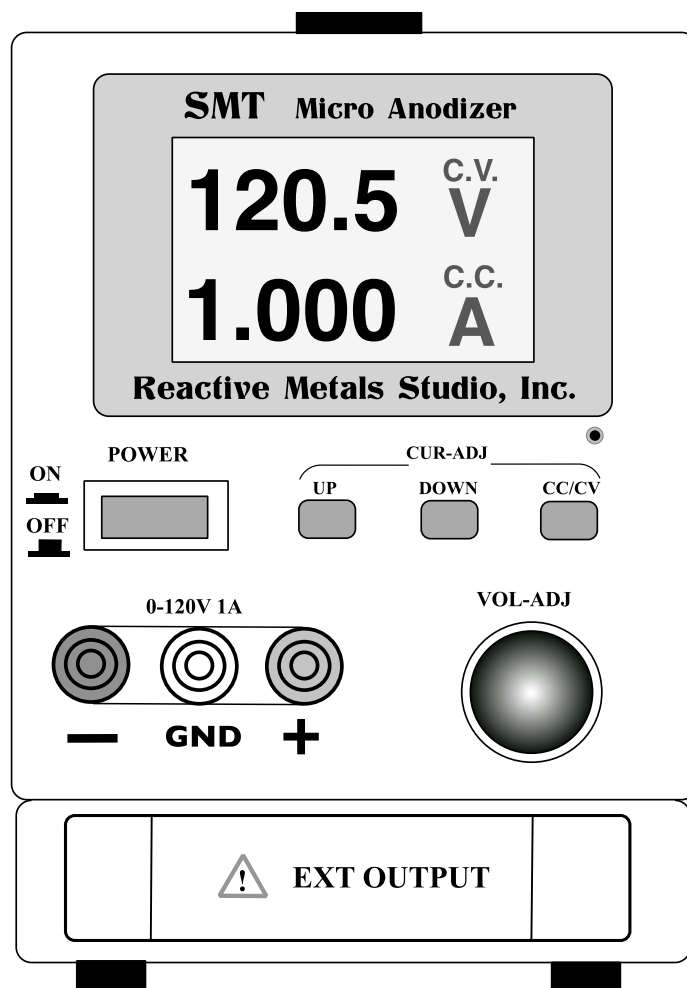 SMT Micro Anodizer
120.5 C.V. V
1.000 C.C. A
Reactive Metals Studio, Inc.
POWER
ON
OFF
CUR-ADJ
UP DOWN CC/CV
0-120V 1A
VOL-ADJ
— GND +
! EXT OUTPUT